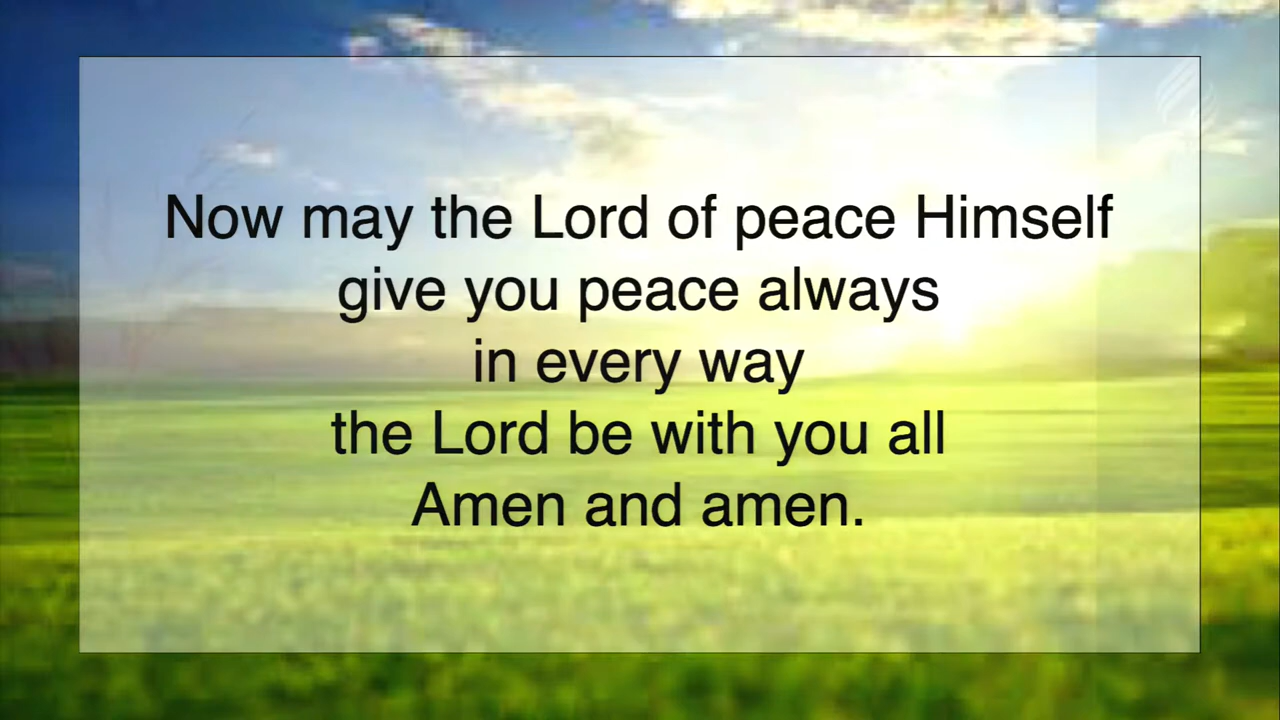 Now may the Lord of peace Himself
give you peace always
in every way
the Lord be with you all
Amen and amen.